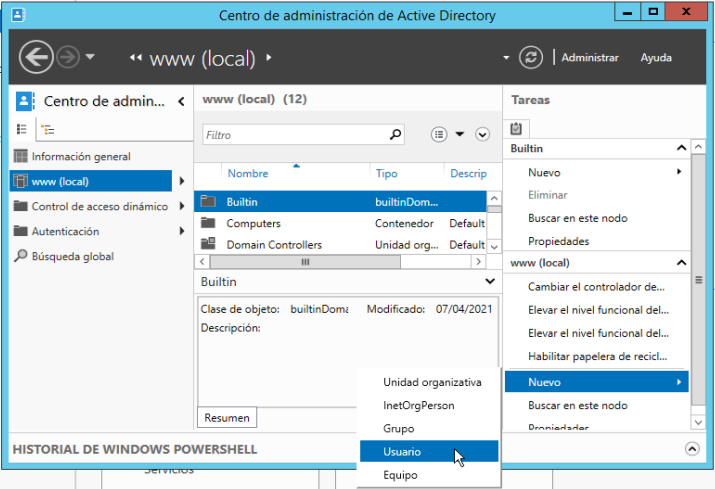 Centro de administración de Active Directory
www (local)
Administrar
Ayuda
Centro de admin...
Información general
www (local)
Control de acceso dinámico
Autenticación
Búsqueda global
www (local) (12)
Filtro
Nombre Tipo Descrip
Builtin builtinDom...
Computers Contenedor Default
Domain Controllers Unidad org... Default
Builtin
Clase de objeto: builtinDoma Modificado: 07/04/2021
Descripción:
Resumen
Tareas
Builtin
Nuevo
Eliminar
Buscar en este nodo
Propiedades
www (local)
Cambiar el controlador de...
Elevar el nivel funcional del...
Elevar el nivel funcional del...
Habilitar papelera de recicl...
Nuevo
Buscar en este nodo
Propiedades
Unidad organizativa
InetOrgPerson
Grupo
Usuario
Equipo
HISTORIAL DE WINDOWS POWERSHELL
Servicios